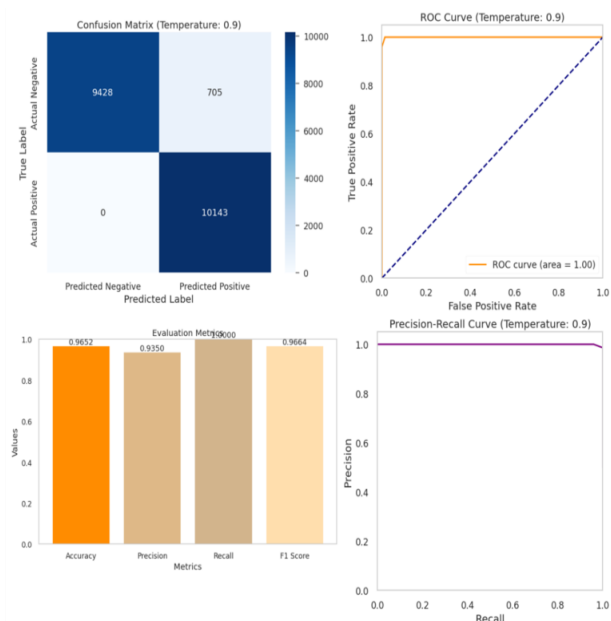 Confusion Matrix (Temperature: 0.9)
True Label
Actual Negative
Actual Positive
9428
705
0
10143
Predicted Negative
Predicted Positive
Predicted Label
10000
8000
6000
4000
2000
0
ROC Curve (Temperature: 0.9)
True Positive Rate
1.0
0.8
0.6
0.4
0.2
0.0
ROC curve (area = 1.00)
0.0 0.2 0.4 0.6 0.8 1.0
False Positive Rate
Evaluation Metrics
Values
1.0
0.8
0.6
0.4
0.2
0.0
0.9652
0.9350
1.0000
0.9664
Accuracy Precision Recall F1 Score
Metrics
Precision-Recall Curve (Temperature: 0.9)
Precision
1.0
0.8
0.6
0.4
0.2
0.0
0.0 0.2 0.4 0.6 0.8 1.0
Recall